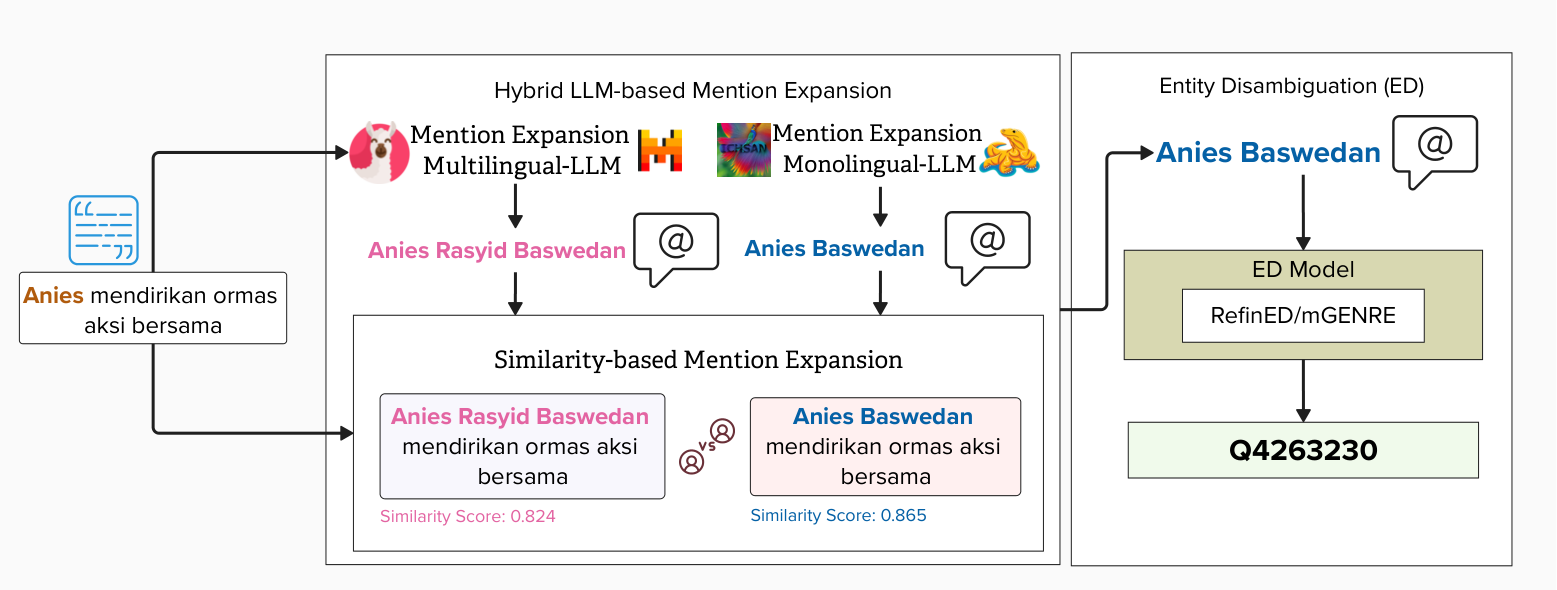 Hybrid LLM-based Mention Expansion
Mention Expansion
Multilingual-LLM
ICHSAN
Mention Expansion
Monolingual-LLM
@
Anies Rasyid Baswedan
@
Anies Baswedan
Anies mendirikan ormas
aksi bersama
Similarity-based Mention Expansion
Anies Rasyid Baswedan
mendirikan ormas aksi
bersama
vs
Anies Baswedan
mendirikan ormas aksi
bersama
Similarity Score: 0.824
Similarity Score: 0.865
Entity Disambiguation (ED)
Anies Baswedan
@
ED Model
RefinED/mGENRE
Q4263230